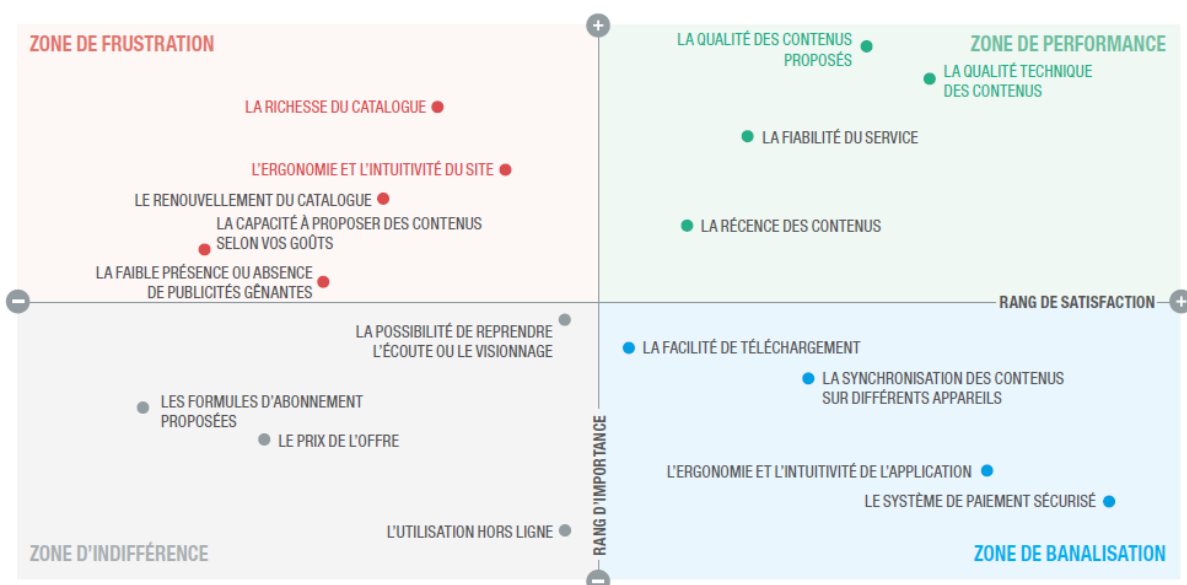 ZONE DE FRUSTRATION
LA RICHESSE DU CATALOGUE
L'ERGONOMIE ET L'INTUITIVITÉ DU SITE
LE RENOUVELLEMENT DU CATALOGUE
LA CAPACITÉ À PROPOSER DES CONTENUS
SELON VOS GOÛTS
LA FAIBLE PRÉSENCE OU ABSENCE
DE PUBLICITÉS GÊNANTES
ZONE DE PERFORMANCE
LA QUALITÉ DES CONTENUS
PROPOSÉS
LA QUALITÉ TECHNIQUE
DES CONTENUS
LA FIABILITÉ DU SERVICE
LA RÉCENCE DES CONTENUS
RANG DE SATISFACTION
LA POSSIBILITÉ DE REPRENDRE
L'ÉCOUTE OU LE VISIONNAGE
LES FORMULES D'ABONNEMENT
PROPOSÉES
LE PRIX DE L'OFFRE
L'UTILISATION HORS LIGNE
ZONE D'INDIFFÉRENCE
RANG D'IMPORTANCE
LA FACILITÉ DE TÉLÉCHARGEMENT
LA SYNCHRONISATION DES CONTENUS
SUR DIFFÉRENTS APPAREILS
L'ERGONOMIE ET L'INTUITIVITÉ DE L'APPLICATION
LE SYSTÈME DE PAIEMENT SÉCURISÉ
ZONE DE BANALISATION